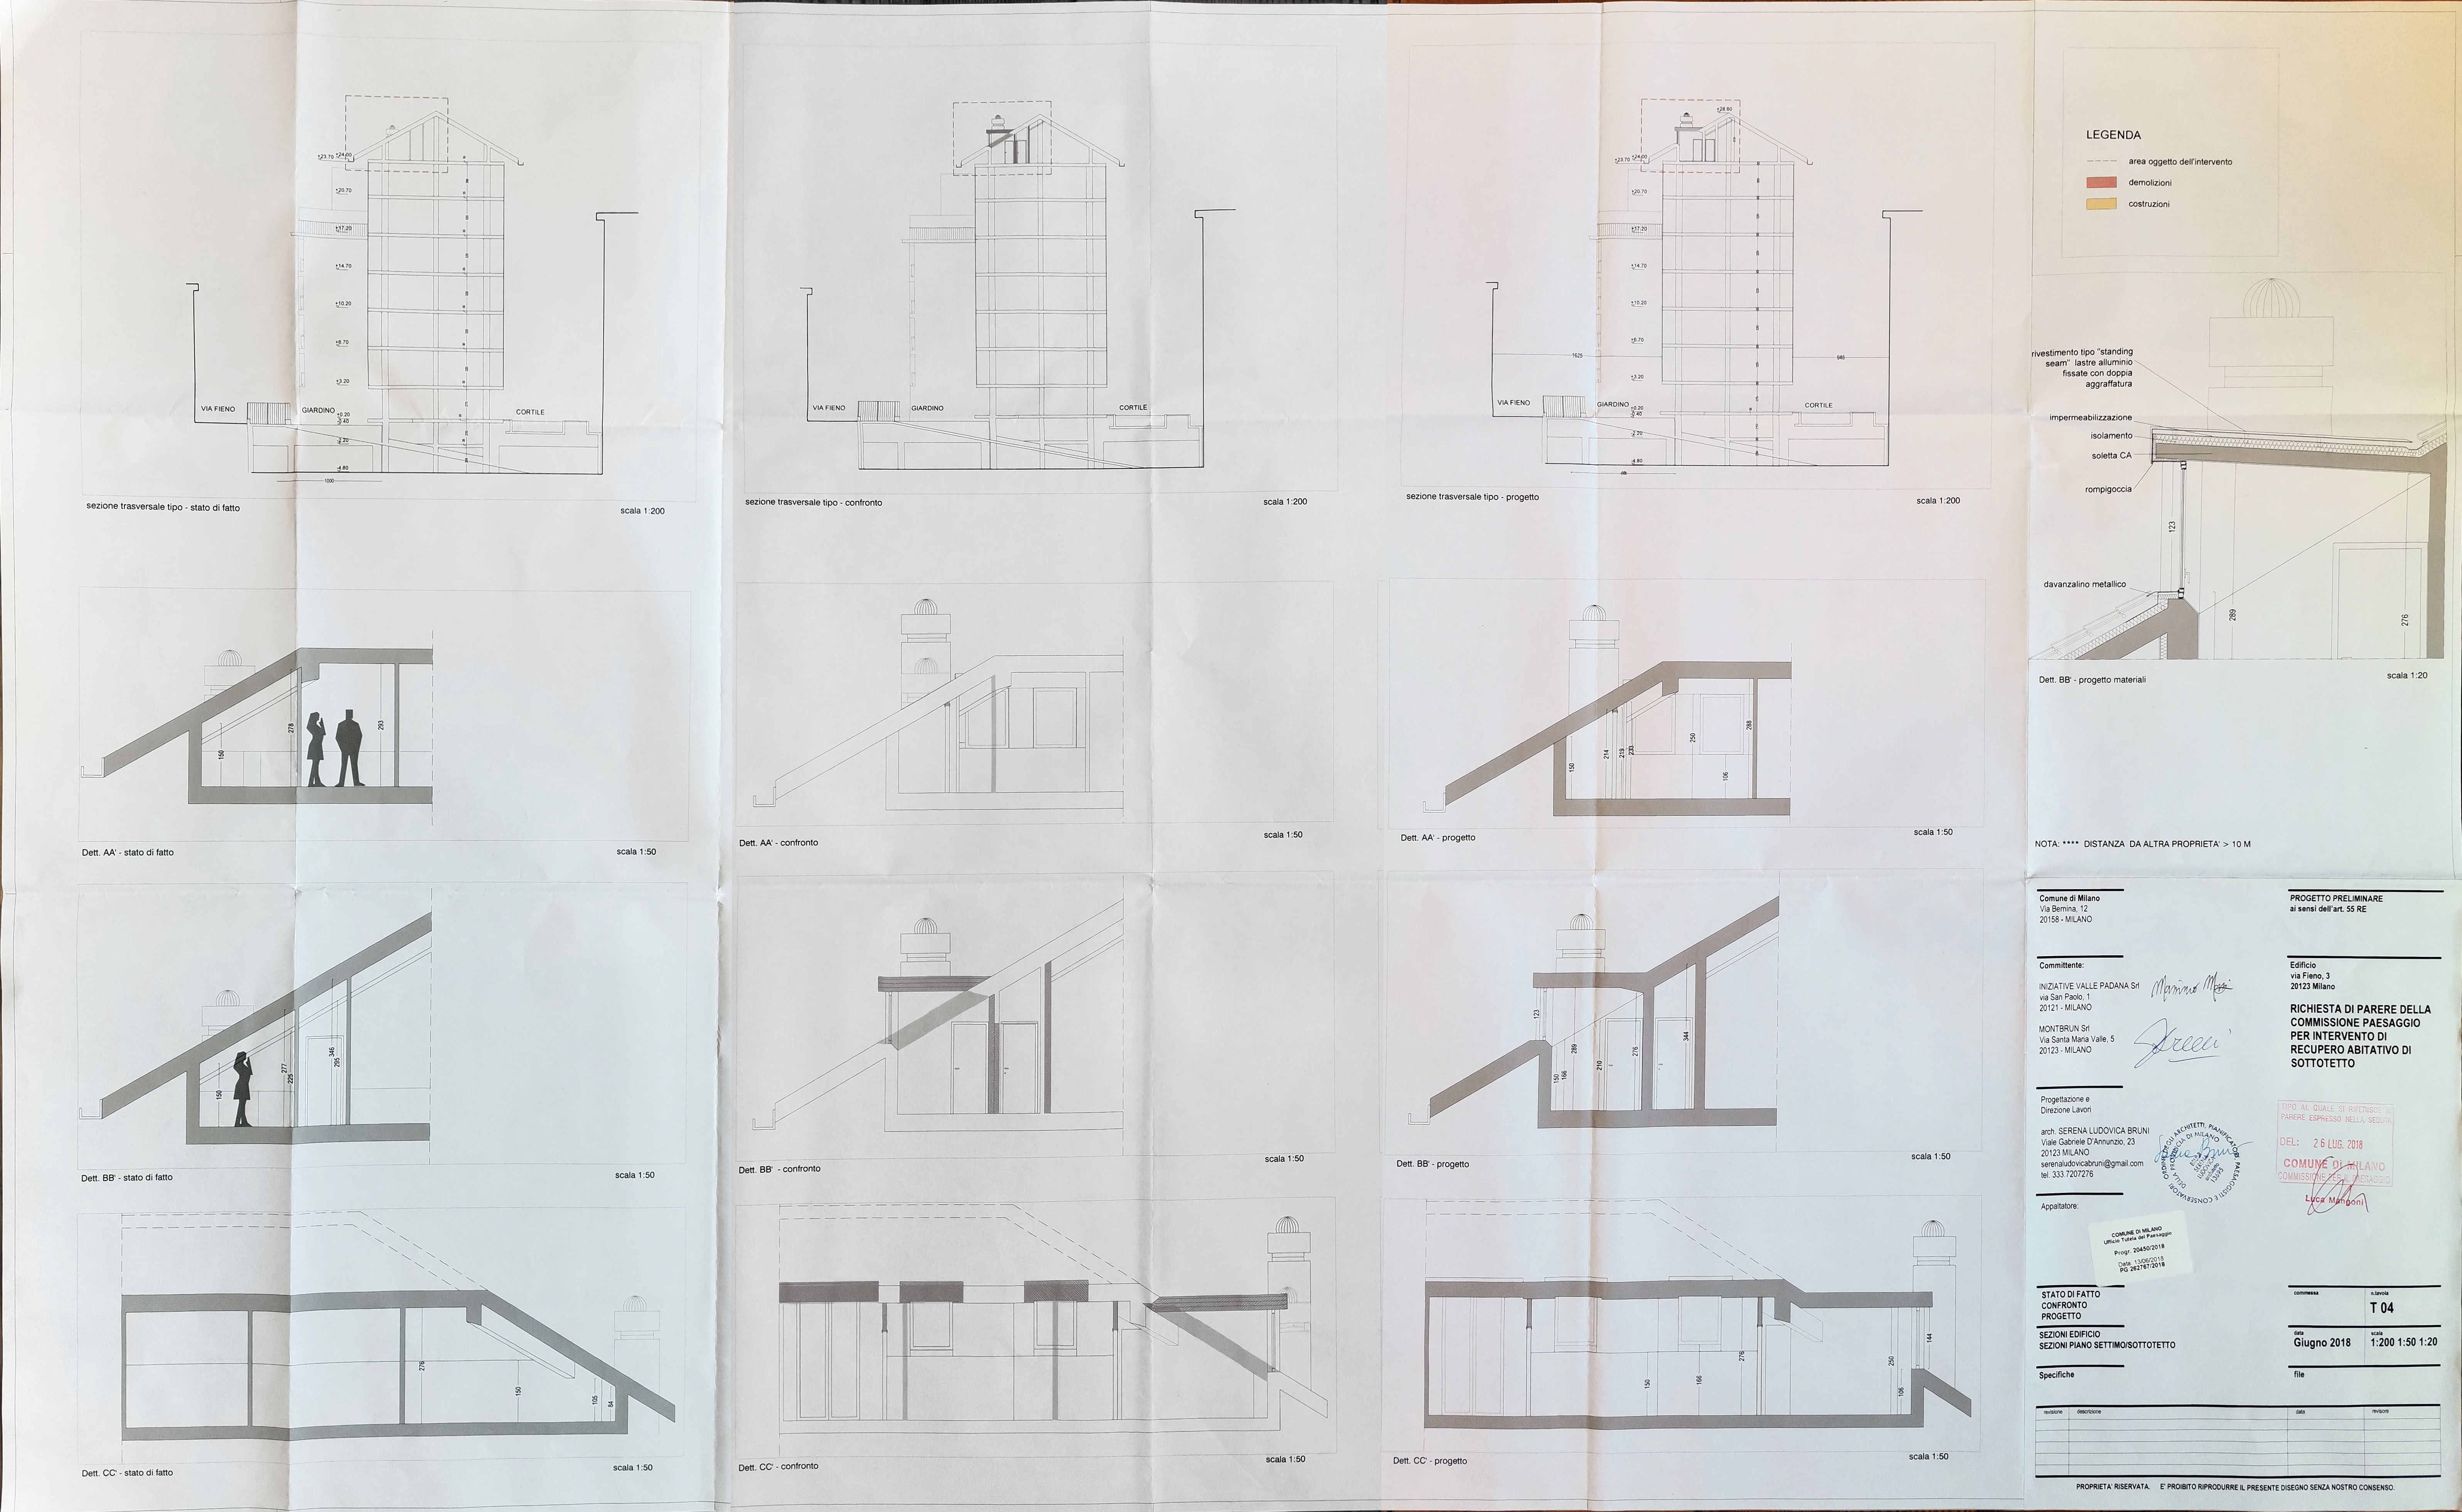 +23.70 +24.00
+20.70
+17.20
+14.70
+10.20
+6.70
+3.20
VIA FIENO
GIARDINO
+0.20
CORTILE
-4.80
1000
sezione trasversale tipo - stato di fatto
scala 1:200
VIA FIENO
GIARDINO
CORTILE
sezione trasversale tipo - confronto
scala 1:200
+28.60
+23.70 +24.00
+20.70
+17.20
+14.70
+10.20
+6.70
1625
646
+3.20
VIA FIENO
GIARDINO
+0.20
CORTILE
-4.80
sezione trasversale tipo - progetto
scala 1:200
LEGENDA
area oggetto dell'intervento
demolizioni
costruzioni
rivestimento tipo "standing
seam" lastre alluminio
fissate con doppia
aggraffatura
impermeabilizzazione
isolamento
soletta CA
rompigoccia
123
davanzalino metallico
289
276
Dett. BB' - progetto materiali
scala 1:20
NOTA: **** DISTANZA DA ALTRA PROPRIETA' > 10 M
150
278
293
Dett. AA' - stato di fatto
scala 1:50
Dett. AA' - confronto
scala 1:50
150
214
219
233
250
106
288
Dett. AA' - progetto
scala 1:50
150
277
225
346
295
Dett. BB' - stato di fatto
scala 1:50
Dett. BB' - confronto
scala 1:50
123
150
166
289
210
276
344
Dett. BB' - progetto
scala 1:50
276
150
105
84
Dett. CC' - stato di fatto
scala 1:50
Dett. CC' - confronto
scala 1:50
150
166
276
250
144
106
Dett. CC' - progetto
scala 1:50
Comune di Milano
Via Bernina, 12
20158 - MILANO
PROGETTO PRELIMINARE
ai sensi dell'art. 55 RE
Committente:
INIZIATIVE VALLE PADANA Srl
via San Paolo, 1
20121 - MILANO
MONTBRUN Srl
Via Santa Maria Valle, 5
20123 - MILANO
Edificio
via Fieno, 3
20123 Milano
RICHIESTA DI PARERE DELLA
COMMISSIONE PAESAGGIO
PER INTERVENTO DI
RECUPERO ABITATIVO DI
SOTTOTETTO
Progettazione e
Direzione Lavori
arch. SERENA LUDOVICA BRUNI
Viale Gabriele D'Annunzio, 23
20123 MILANO
serenaludovicabruni@gmail.com
tel. 333.7207276
ORDINE DEGLI ARCHITETTI, PIANIFICATORI, PAESAGGISTI E CONSERVATORI
DELLA PROVINCIA DI MILANO
TIPO AL QUALE SI RIFERISCE IL
PARERE ESPRESSO NELLA SEDUTA
DEL: 26 LUG. 2018
COMUNE DI MILANO
COMMISSIONE PER IL PAESAGGIO
Luca Mangoni
Appaltatore:
COMUNE DI MILANO
Ufficio Tutela del Paesaggio
Progr. 20450/2018
Data 13/06/2018
PG 262767/2018
STATO DI FATTO
CONFRONTO
PROGETTO
commessa
n.tavola
T 04
SEZIONI EDIFICIO
SEZIONI PIANO SETTIMO/SOTTOTETTO
data
Giugno 2018
scala
1:200 1:50 1:20
Specifiche
file
revisione
descrizione
data
revisore
PROPRIETA' RISERVATA. E' PROIBITO RIPRODURRE IL PRESENTE DISEGNO SENZA NOSTRO CONSENSO.